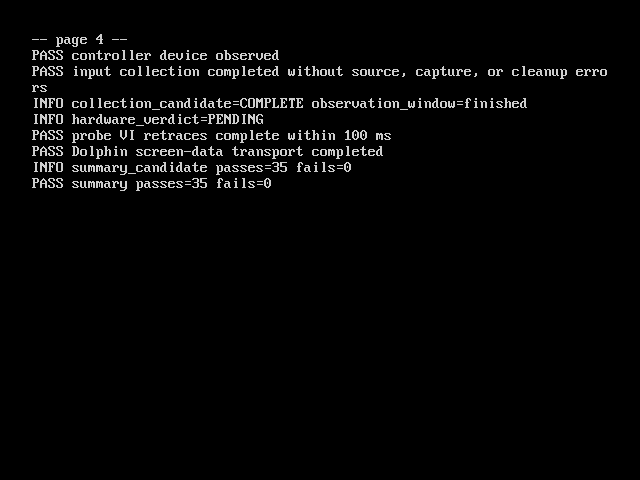 -- page 4 --
PASS controller device observed
PASS input collection completed without source, capture, or cleanup erro
rs
INFO collection_candidate=COMPLETE observation_window=finished
INFO hardware_verdict=PENDING
PASS probe VI retraces complete within 100 ms
PASS Dolphin screen-data transport completed
INFO summary_candidate passes=35 fails=0
PASS summary passes=35 fails=0